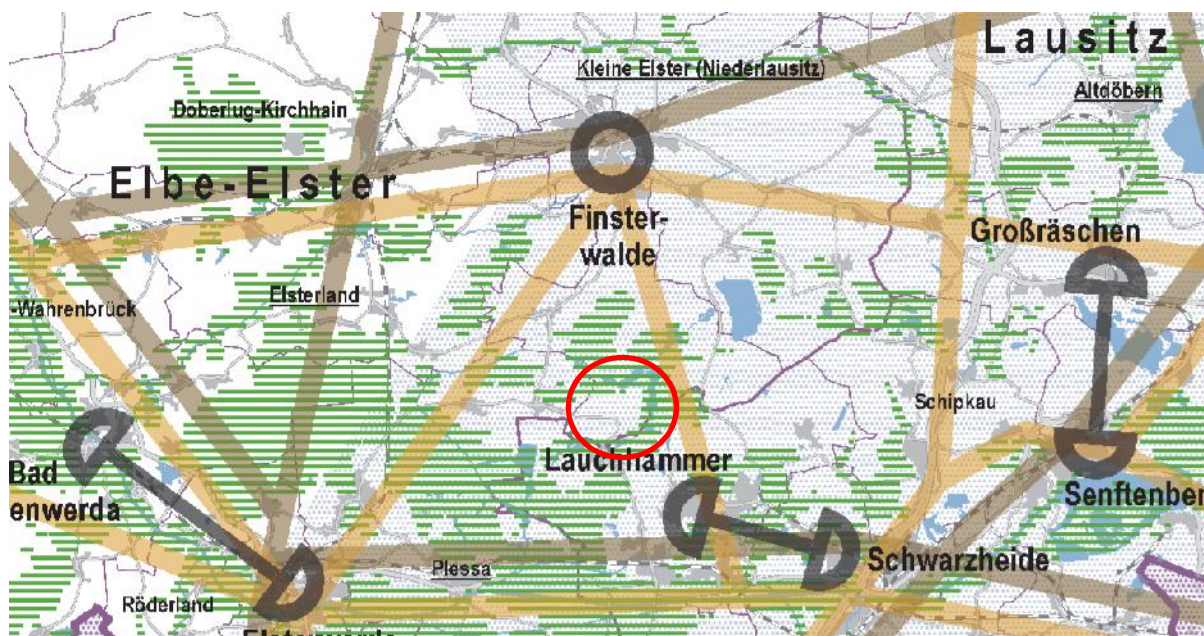 Lausitz
Kleine Elster (Niederlausitz)
Altdöbern
Doberlug-Kirchhain
Elbe-Elster
Finster-
walde
Großräschen
Elsterland
-Wahrenbrück
Schipkau
Lauchhammer
Bad
enwerda
Senftenber
Schwarzheide
Plessa
Röderland